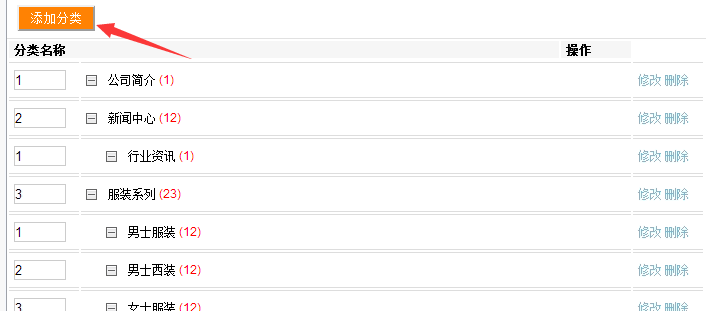 添加分类
分类名称 操作
1 公司简介 (1) 修改 删除
2 新闻中心 (12) 修改 删除
1 行业资讯 (1) 修改 删除
3 服装系列 (23) 修改 删除
1 男士服装 (12) 修改 删除
2 男士西装 (12) 修改 删除
3 女士服装 (12) 修改 删除